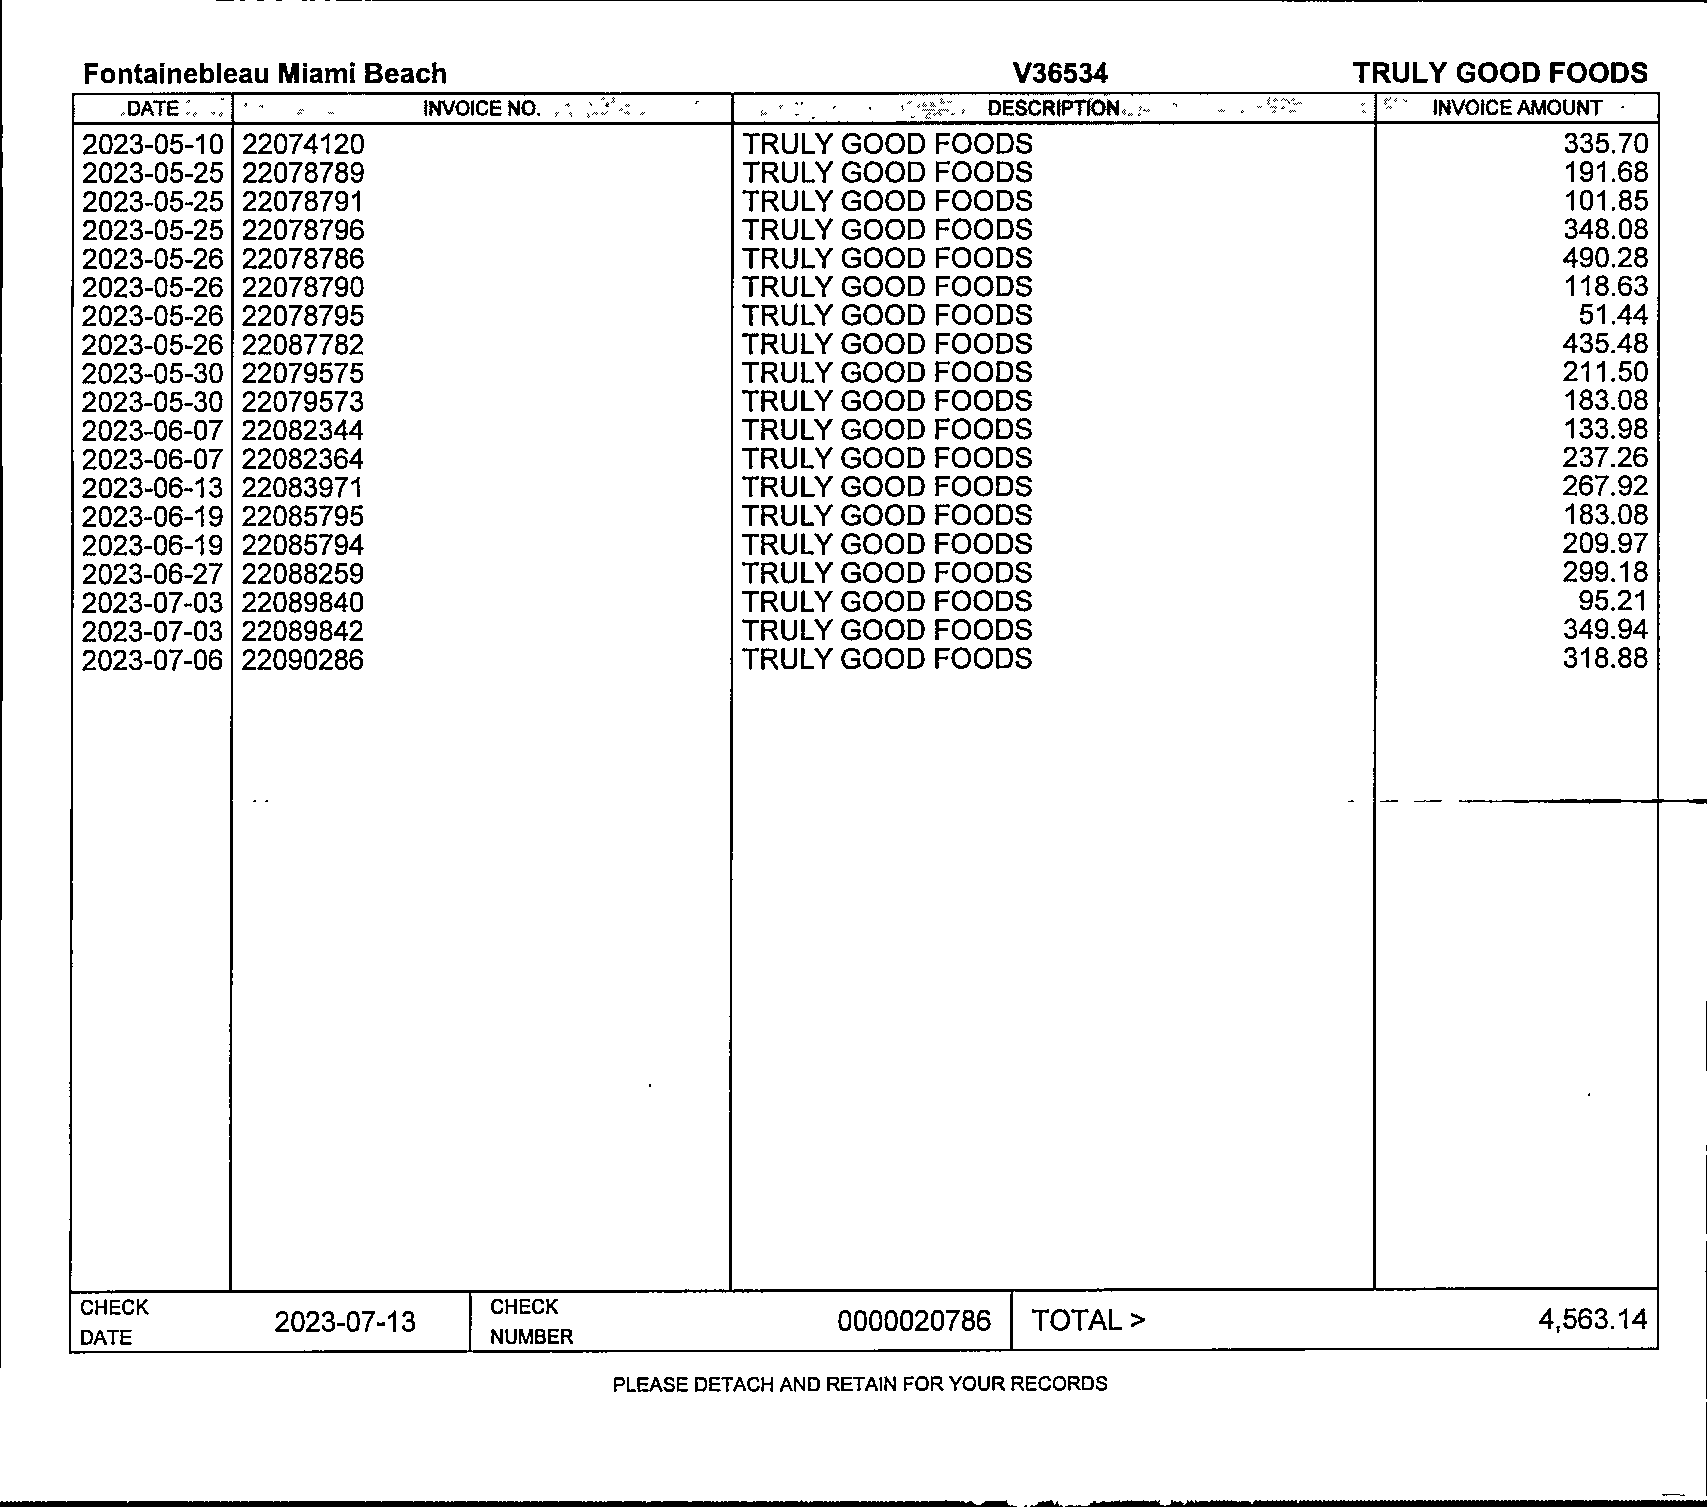 Fontainebleau Miami Beach V36534 TRULY GOOD FOODS
DATE INVOICE NO. DESCRIPTION INVOICE AMOUNT
2023-05-10 22074120 TRULY GOOD FOODS 335.70
2023-05-25 22078789 TRULY GOOD FOODS 191.68
2023-05-25 22078791 TRULY GOOD FOODS 101.85
2023-05-25 22078796 TRULY GOOD FOODS 348.08
2023-05-26 22078786 TRULY GOOD FOODS 490.28
2023-05-26 22078790 TRULY GOOD FOODS 118.63
2023-05-26 22078795 TRULY GOOD FOODS 51.44
2023-05-26 22087782 TRULY GOOD FOODS 435.48
2023-05-30 22079575 TRULY GOOD FOODS 211.50
2023-05-30 22079573 TRULY GOOD FOODS 183.08
2023-06-07 22082344 TRULY GOOD FOODS 133.98
2023-06-07 22082364 TRULY GOOD FOODS 237.26
2023-06-13 22083971 TRULY GOOD FOODS 267.92
2023-06-19 22085795 TRULY GOOD FOODS 183.08
2023-06-19 22085794 TRULY GOOD FOODS 209.97
2023-06-27 22088259 TRULY GOOD FOODS 299.18
2023-07-03 22089840 TRULY GOOD FOODS 95.21
2023-07-03 22089842 TRULY GOOD FOODS 349.94
2023-07-06 22090286 TRULY GOOD FOODS 318.88
CHECK DATE 2023-07-13 CHECK NUMBER 0000020786 TOTAL > 4,563.14
PLEASE DETACH AND RETAIN FOR YOUR RECORDS